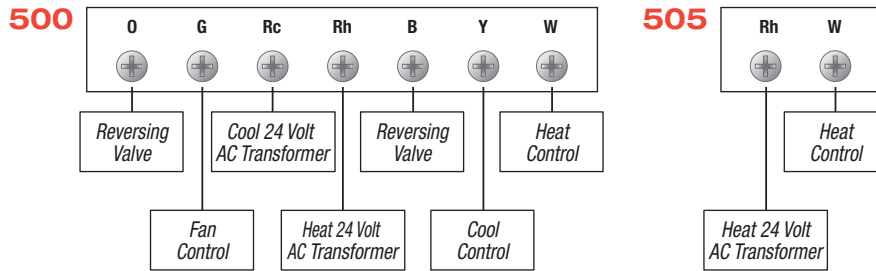 500
O G Rc Rh B Y W
Reversing
Valve
Cool 24 Volt
AC Transformer
Reversing
Valve
Heat
Control
Fan
Control
Heat 24 Volt
AC Transformer
Cool
Control
505
Rh W
Heat
Control
Heat 24 Volt
AC Transformer